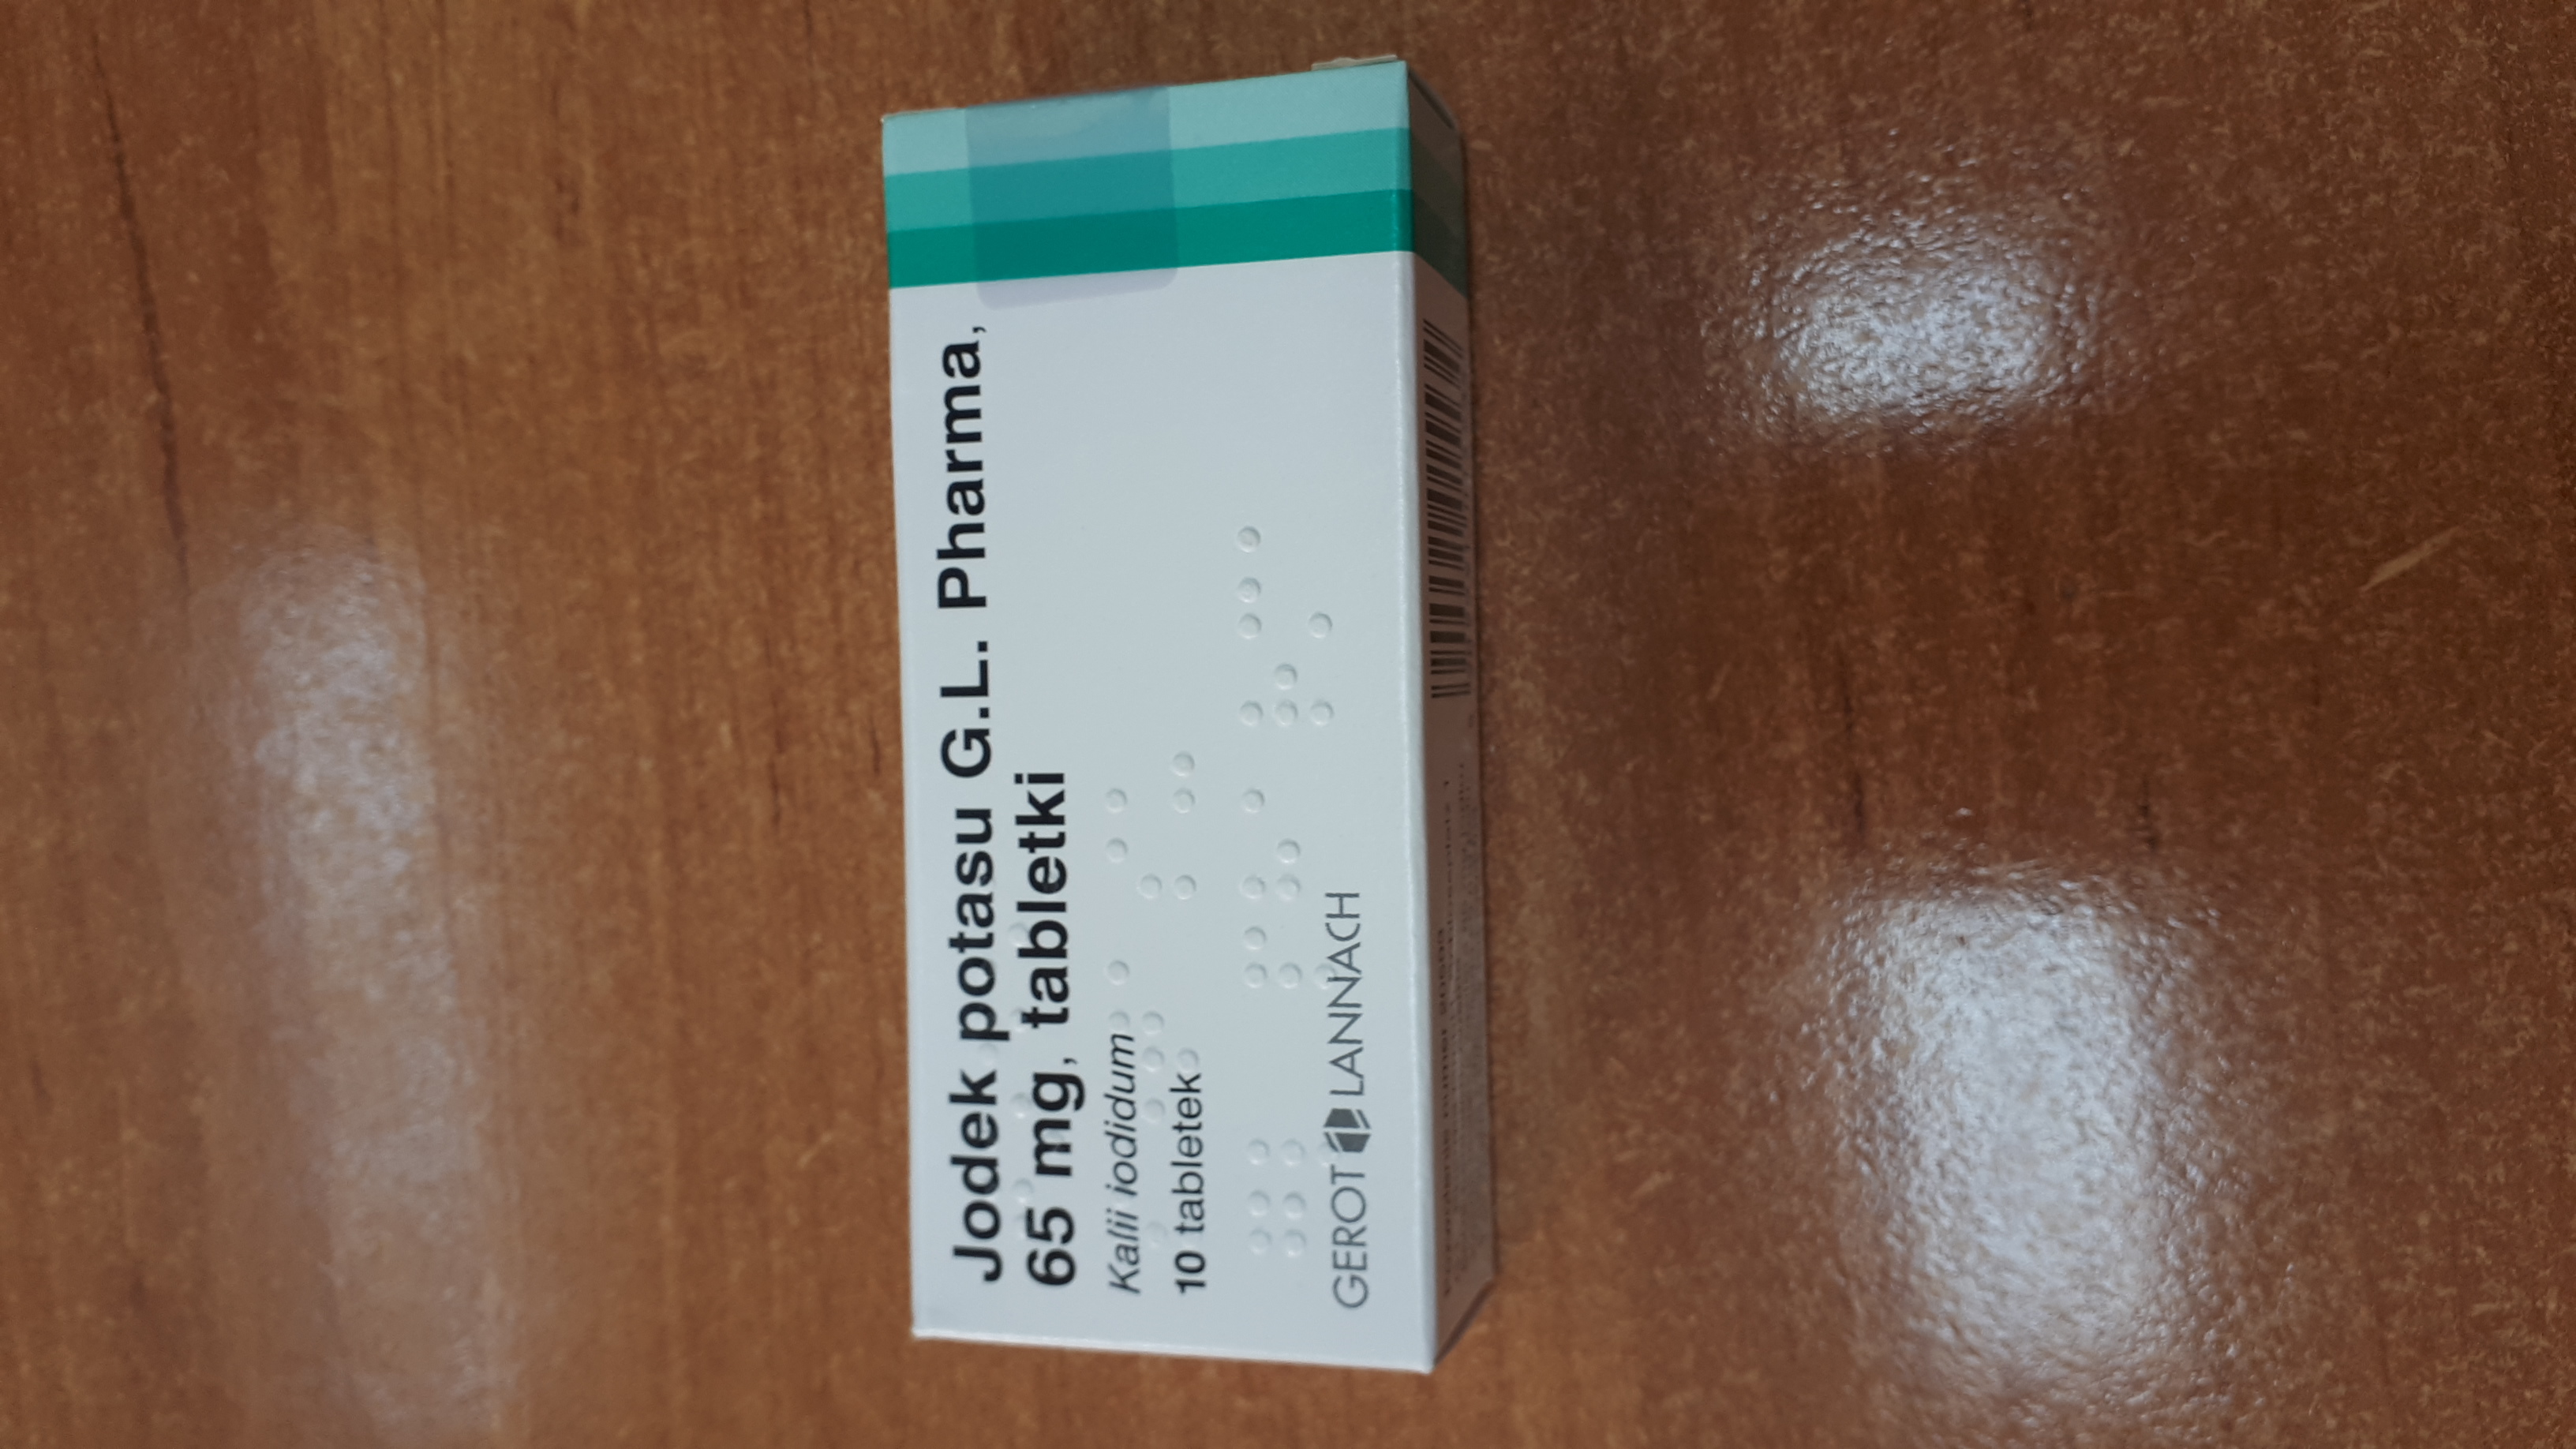 Jodek potasu G.L. Pharma,
65 mg, tabletki
Kalii iodidum
10 tabletek
GEROT LANNACH